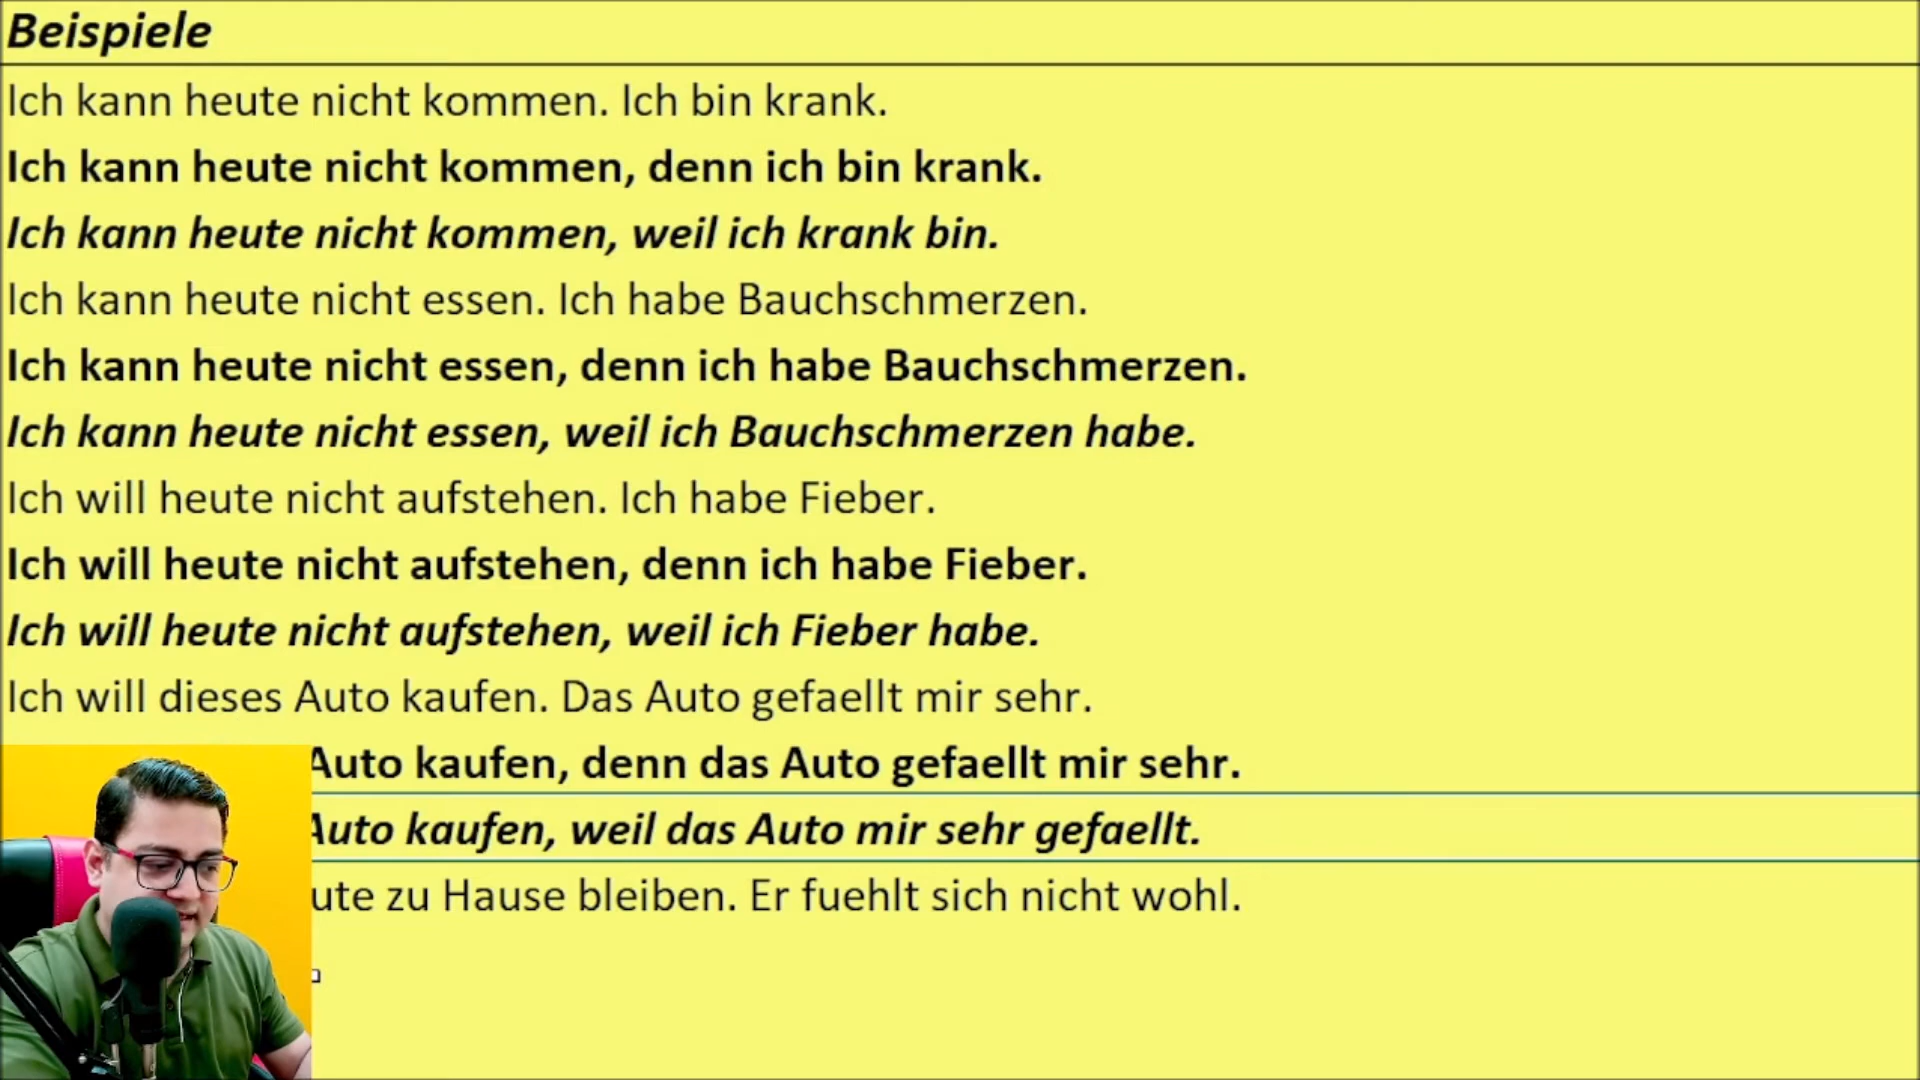 Beispiele
Ich kann heute nicht kommen. Ich bin krank.
Ich kann heute nicht kommen, denn ich bin krank.
Ich kann heute nicht kommen, weil ich krank bin.
Ich kann heute nicht essen. Ich habe Bauchschmerzen.
Ich kann heute nicht essen, denn ich habe Bauchschmerzen.
Ich kann heute nicht essen, weil ich Bauchschmerzen habe.
Ich will heute nicht aufstehen. Ich habe Fieber.
Ich will heute nicht aufstehen, denn ich habe Fieber.
Ich will heute nicht aufstehen, weil ich Fieber habe.
Ich will dieses Auto kaufen. Das Auto gefaellt mir sehr.
Auto kaufen, denn das Auto gefaellt mir sehr.
Auto kaufen, weil das Auto mir sehr gefaellt.
zu Hause bleiben. Er fuehlt sich nicht wohl.